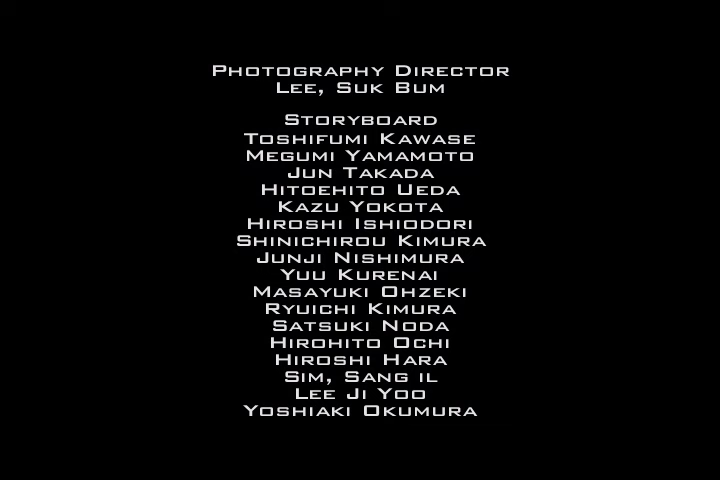 Photography Director
Lee, Suk Bum
Storyboard
Toshifumi Kawase
Megumi Yamamoto
Jun Takada
Hitoehito Ueda
Kazu Yokota
Hiroshi Ishiodori
Shinichirou Kimura
Junji Nishimura
Yuu Kurenai
Masayuki Ohzeki
Ryuichi Kimura
Satsuki Noda
Hirohito Ochi
Hiroshi Hara
Sim, Sang il
Lee Ji Yoo
Yoshiaki Okumura